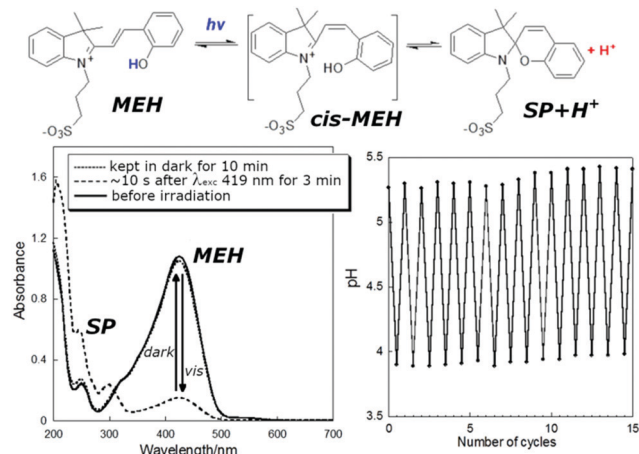 hν
HO
N⁺
-O₃S
MEH
N⁺
HO
-O₃S
cis-MEH
N
O
-O₃S
+ H⁺
SP+H⁺
kept in dark for 10 min
~10 s after λexc 419 nm for 3 min
before irradiation
1.6
1.2
0.8
0.4
0
Absorbance
MEH
SP
dark
vis
200 300 400 500 600 700
Wavelength/nm
5.5
5
4.5
4
3.5
pH
0 5 10 15
Number of cycles